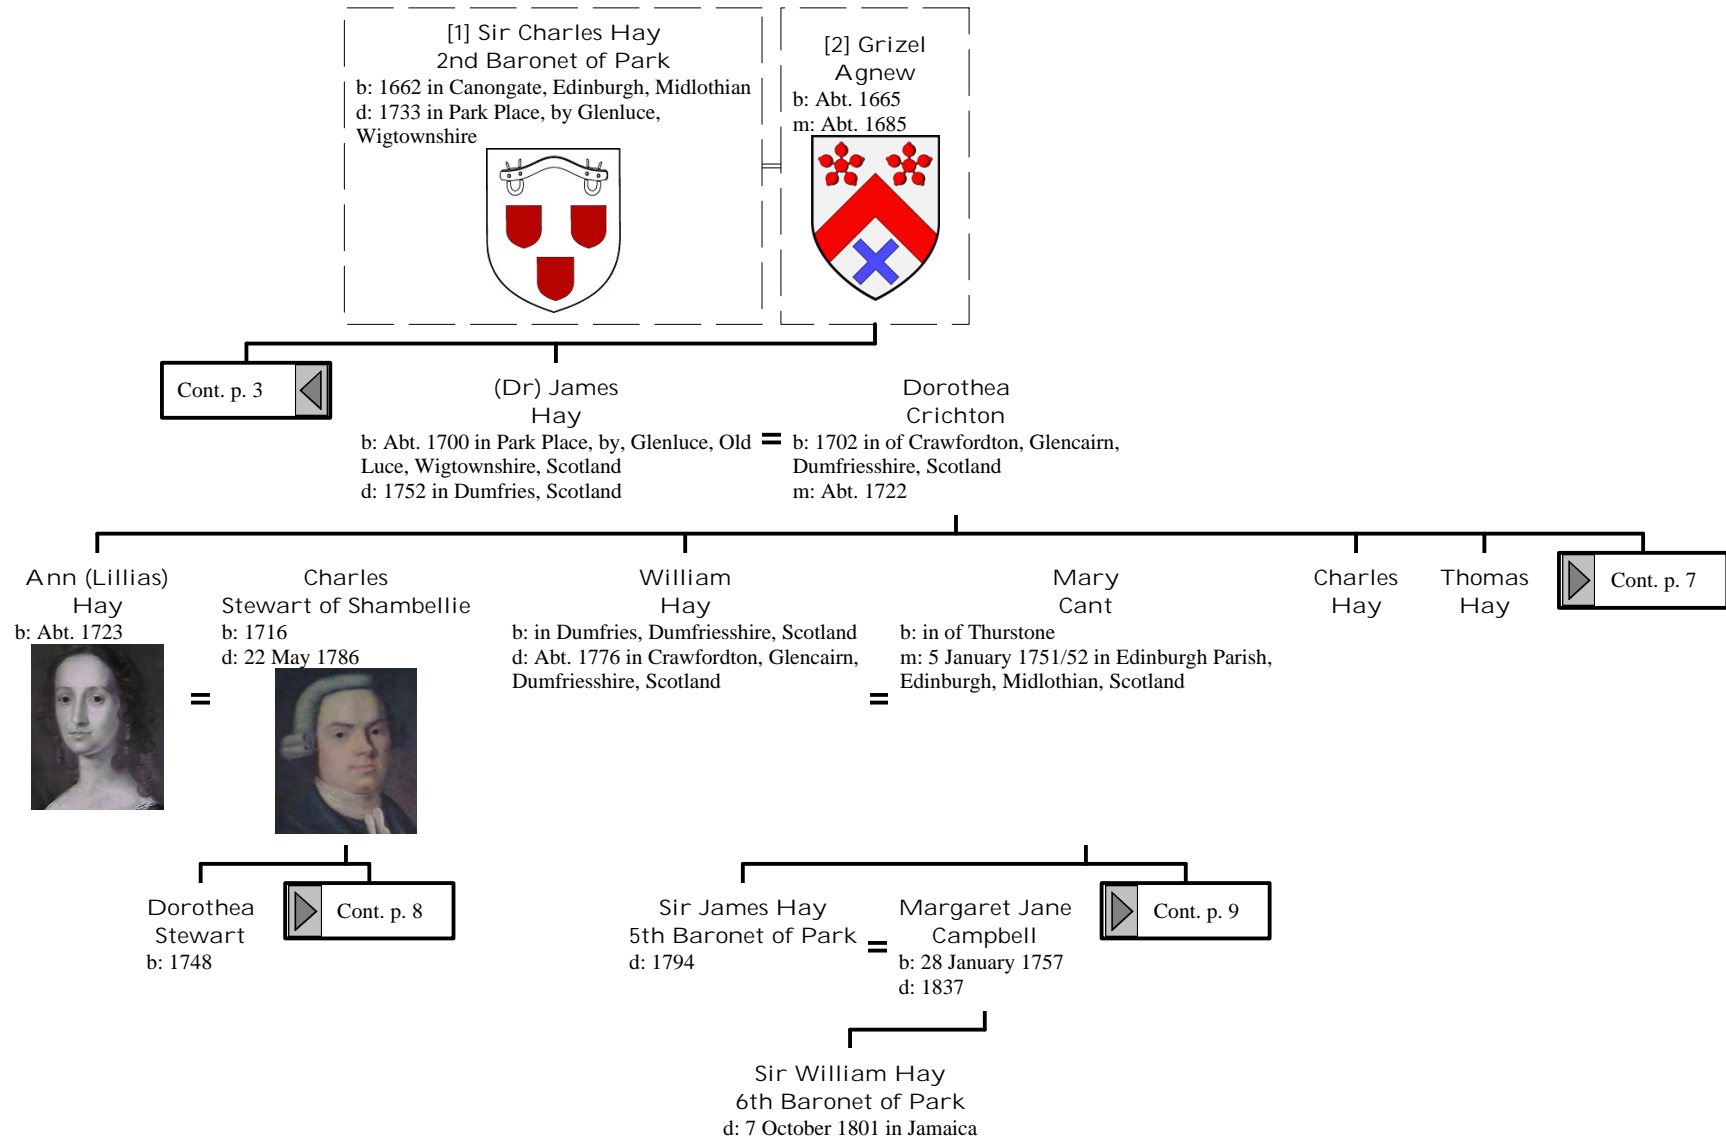 [1] Sir Charles Hay
2nd Baronet of Park
b: 1662 in Canongate, Edinburgh, Midlothian
d: 1733 in Park Place, by Glenluce,
Wigtownshire
[2] Grizel
Agnew
b: Abt. 1665
m: Abt. 1685
Cont. p. 3
(Dr) James
Hay
b: Abt. 1700 in Park Place, by, Glenluce, Old
Luce, Wigtownshire, Scotland
d: 1752 in Dumfries, Scotland
=
Dorothea
Crichton
b: 1702 in of Crawfordton, Glencairn,
Dumfriesshire, Scotland
m: Abt. 1722
Ann (Lillias)
Hay
b: Abt. 1723
=
Charles
Stewart of Shambellie
b: 1716
d: 22 May 1786
William
Hay
b: in Dumfries, Dumfriesshire, Scotland
d: Abt. 1776 in Crawfordton, Glencairn,
Dumfriesshire, Scotland
=
Mary
Cant
b: in of Thurstone
m: 5 January 1751/52 in Edinburgh Parish,
Edinburgh, Midlothian, Scotland
Charles
Hay
Thomas
Hay
Cont. p. 7
Dorothea
Stewart
b: 1748
Cont. p. 8
Sir James Hay
5th Baronet of Park
d: 1794
=
Margaret Jane
Campbell
b: 28 January 1757
d: 1837
Cont. p. 9
Sir William Hay
6th Baronet of Park
d: 7 October 1801 in Jamaica